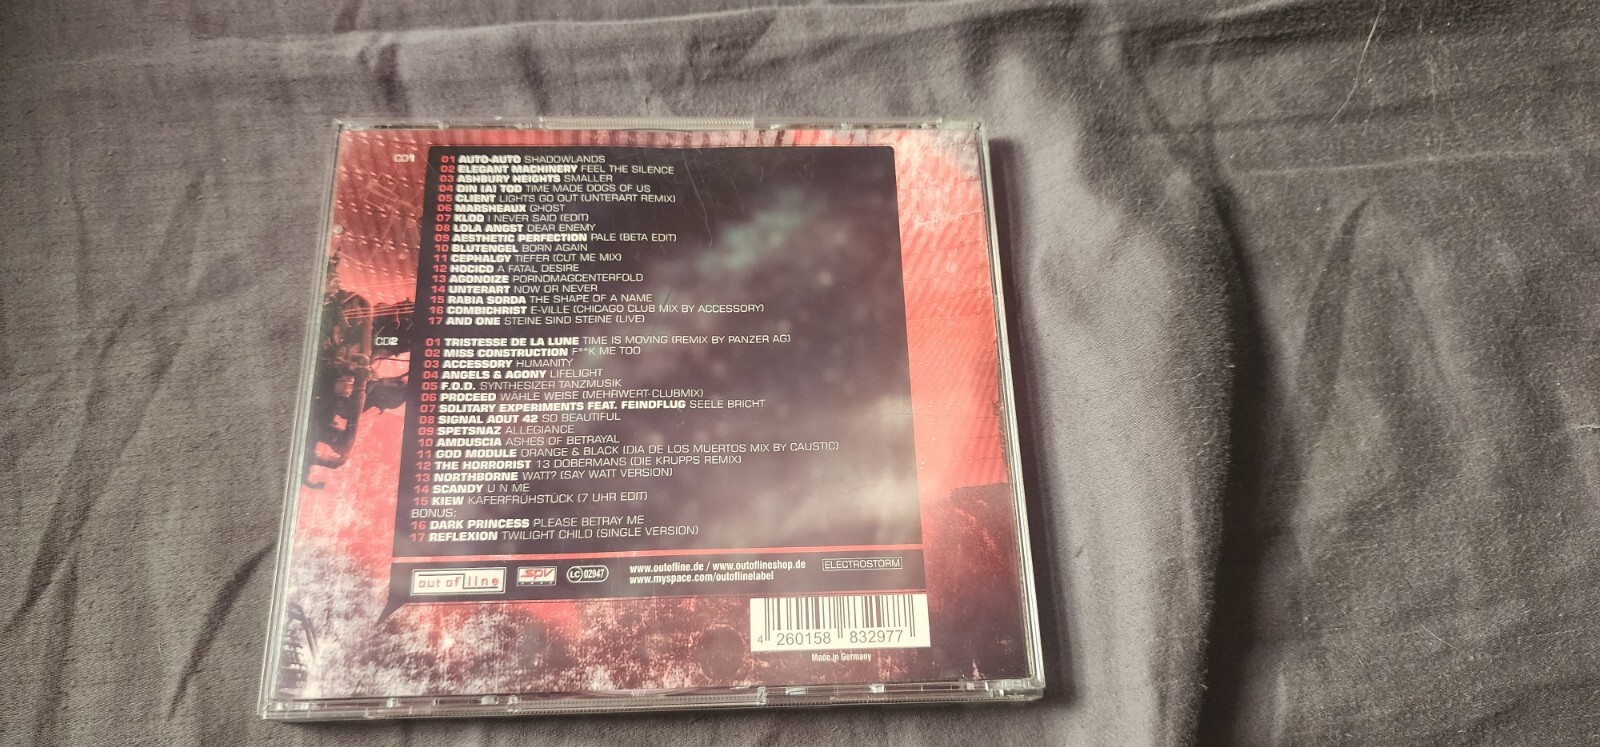 CD1
01 AUTO-AUTO SHADOWLANDS
02 ELEGANT MACHINERY FEEL THE SILENCE
03 ASHBURY HEIGHTS SMALLER
04 DIN [A] TOD TIME MADE DOGS OF US
05 CLIENT LIGHTS GO OUT (UNTERART REMIX)
06 MARSHEAUX GHOST
07 KLOQ I NEVER SAID (EDIT)
08 LOLA ANGST DEAR ENEMY
09 AESTHETIC PERFECTION PALE (BETA EDIT)
10 BLUTENGEL BORN AGAIN
11 CEPHALGY TIEFER (CUT ME MIX)
12 HOCICO A FATAL DESIRE
13 AGONOIZE PORNOMAGCENTERFOLD
14 UNTERART NOW OR NEVER
15 RABIA SORDA THE SHAPE OF A NAME
16 COMBICHRIST E-VILLE (CHICAGO CLUB MIX BY ACCESSORY)
17 AND ONE STEINE SIND STEINE (LIVE)
CD2
01 TRISTESSE DE LA LUNE TIME IS MOVING (REMIX BY PANZER AG)
02 MISS CONSTRUCTION F**K ME TOO
03 ACCESSORY HUMANITY
04 ANGELS & AGONY LIFELIGHT
05 F.O.D. SYNTHESIZER TANZMUSIK
06 PROCEED WÄHLE WEISE (MEHRWERT-CLUBMIX)
07 SOLITARY EXPERIMENTS FEAT. FEINDFLUG SEELE BRICHT
08 SIGNAL AOUT 42 SO BEAUTIFUL
09 SPETSNAZ ALLEGIANCE
10 AMDUSCIA ASHES OF BETRAYAL
11 GOD MODULE ORANGE & BLACK (DIA DE LOS MUERTOS MIX BY CAUSTIC)
12 THE HORRORIST 13 DOBERMANS (DIE KRUPPS REMIX)
13 NORTHBORNE WATT? (SAY WATT VERSION)
14 SCANDY U N ME
15 KIEW KÄFERFRÜHSTÜCK (7 UHR EDIT)
BONUS:
16 DARK PRINCESS PLEASE BETRAY ME
17 REFLEXION TWILIGHT CHILD (SINGLE VERSION)
out of line SPV LC 02947 www.outofline.de / www.outoflineshop.de ELECTROSTORM
www.myspace.com/outoflinelabel
4 260158 832977
Made in Germany